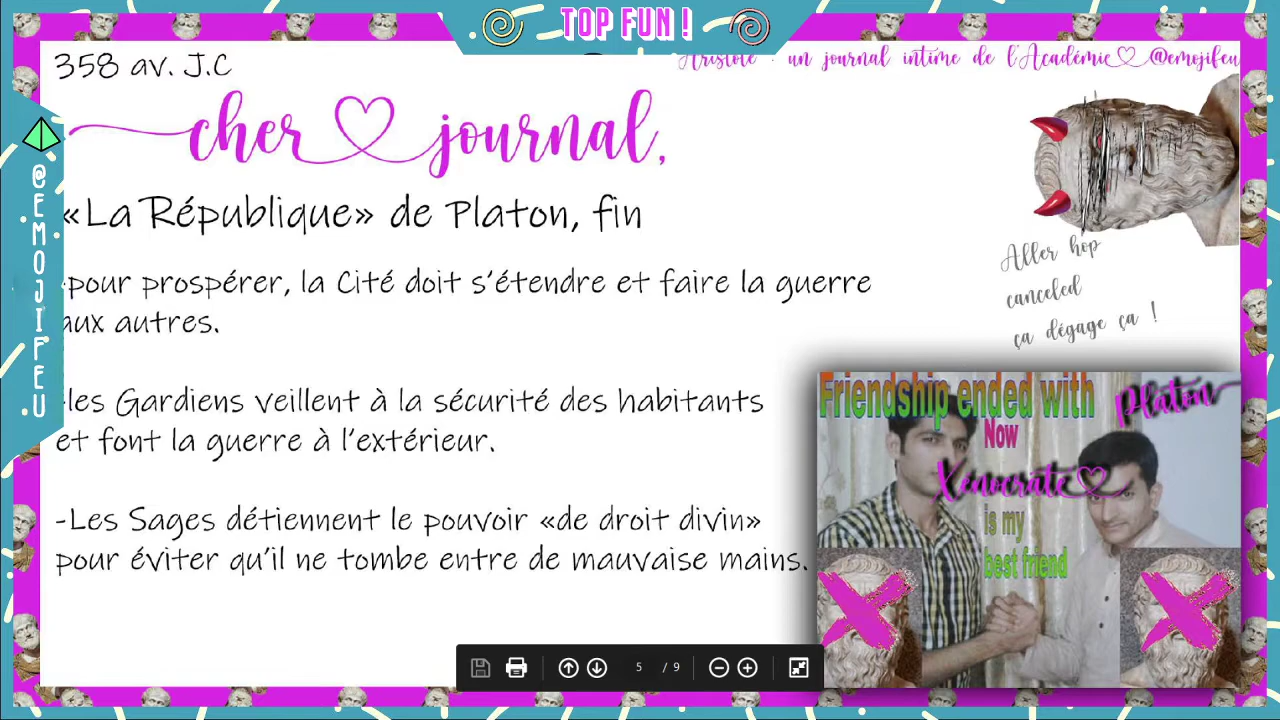 TOP FUN !
358 av. J.C
Aristote · un journal intime de l'Académie @emojifeu
cher journal,
@EMOJIFEU
«La République» de Platon, fin
-pour prospérer, la Cité doit s'étendre et faire la guerre
aux autres.
-les Gardiens veillent à la sécurité des habitants
et font la guerre à l'extérieur.
-Les Sages détiennent le pouvoir «de droit divin»
pour éviter qu'il ne tombe entre de mauvaise mains.
Aller hop
canceled
ça dégage ça !
Friendship ended with Platon
Now
Xénocrate
is my
best friend
5 / 9